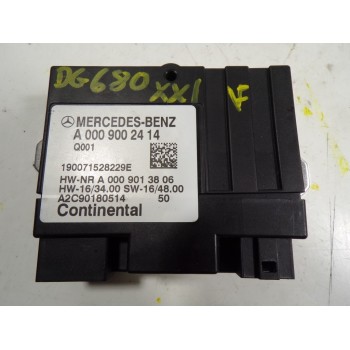 DG680 XX1 F
MERCEDES-BENZ
A 000 900 24 14
Q001
190071528229E
HW-NR A 000 901 38 06
HW-16/34.00 SW-16/48.00
A2C90180514 50
Continental